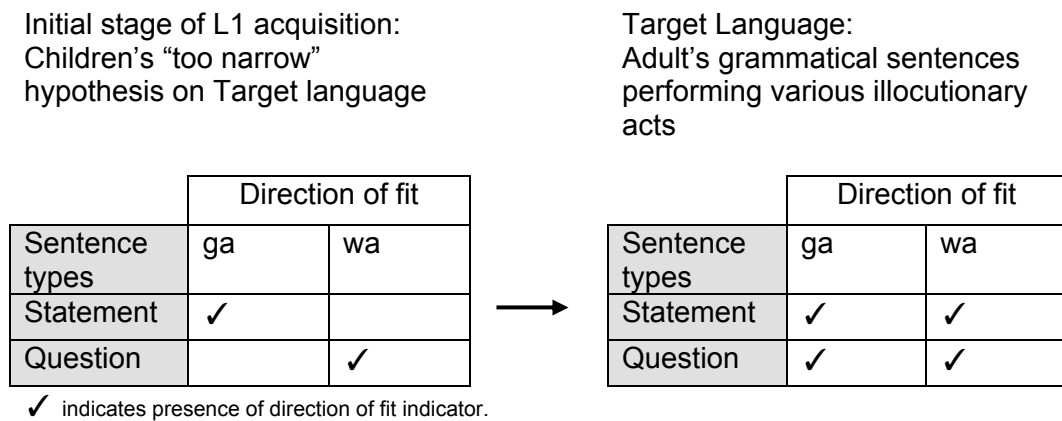 Initial stage of L1 acquisition:
Children’s “too narrow”
hypothesis on Target language
Target Language:
Adult’s grammatical sentences
performing various illocutionary
acts
Direction of fit
Sentence types ga wa
Statement ✓
Question ✓
✓ indicates presence of direction of fit indicator.
Direction of fit
Sentence types ga wa
Statement ✓ ✓
Question ✓ ✓